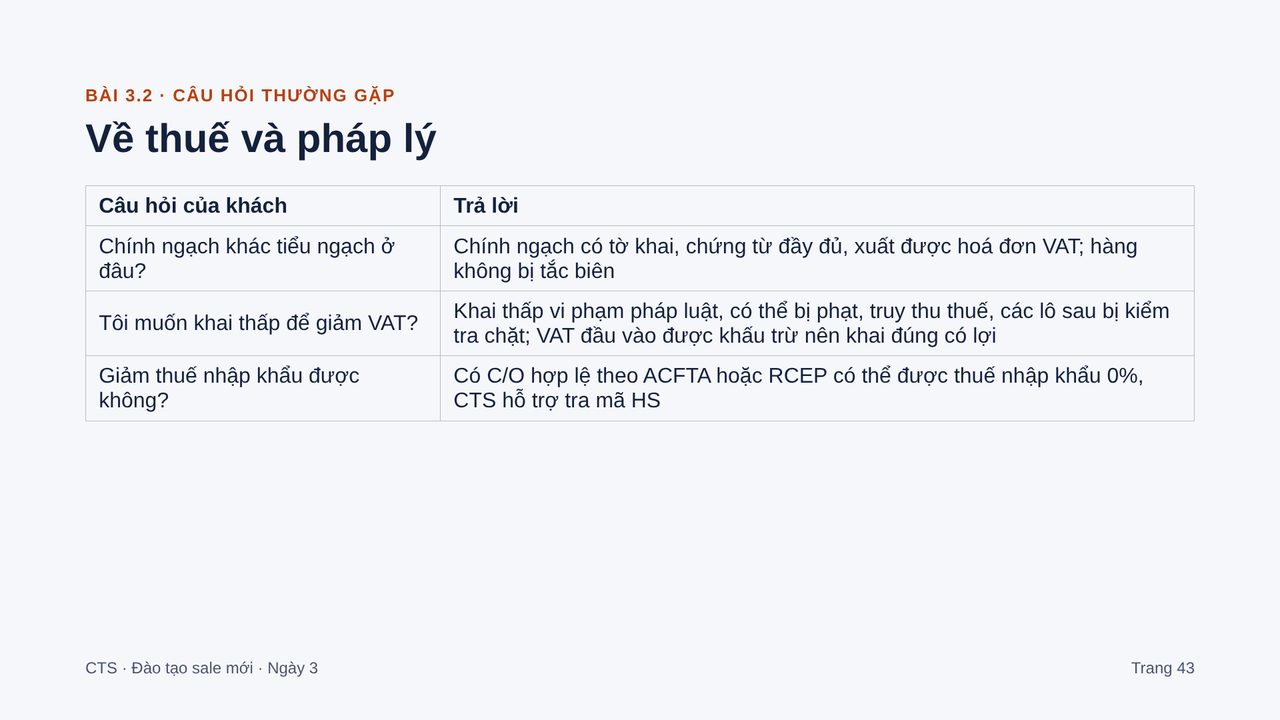 BÀI 3.2 · CÂU HỎI THƯỜNG GẶP
Về thuế và pháp lý
Câu hỏi của khách
Trả lời
Chính ngạch khác tiểu ngạch ở
đâu?
Chính ngạch có tờ khai, chứng từ đầy đủ, xuất được hoá đơn VAT; hàng
không bị tắc biên
Tôi muốn khai thấp để giảm VAT?
Khai thấp vi phạm pháp luật, có thể bị phạt, truy thu thuế, các lô sau bị kiểm
tra chặt; VAT đầu vào được khấu trừ nên khai đúng có lợi
Giảm thuế nhập khẩu được
không?
Có C/O hợp lệ theo ACFTA hoặc RCEP có thể được thuế nhập khẩu 0%,
CTS hỗ trợ tra mã HS
CTS · Đào tạo sale mới · Ngày 3
Trang 43